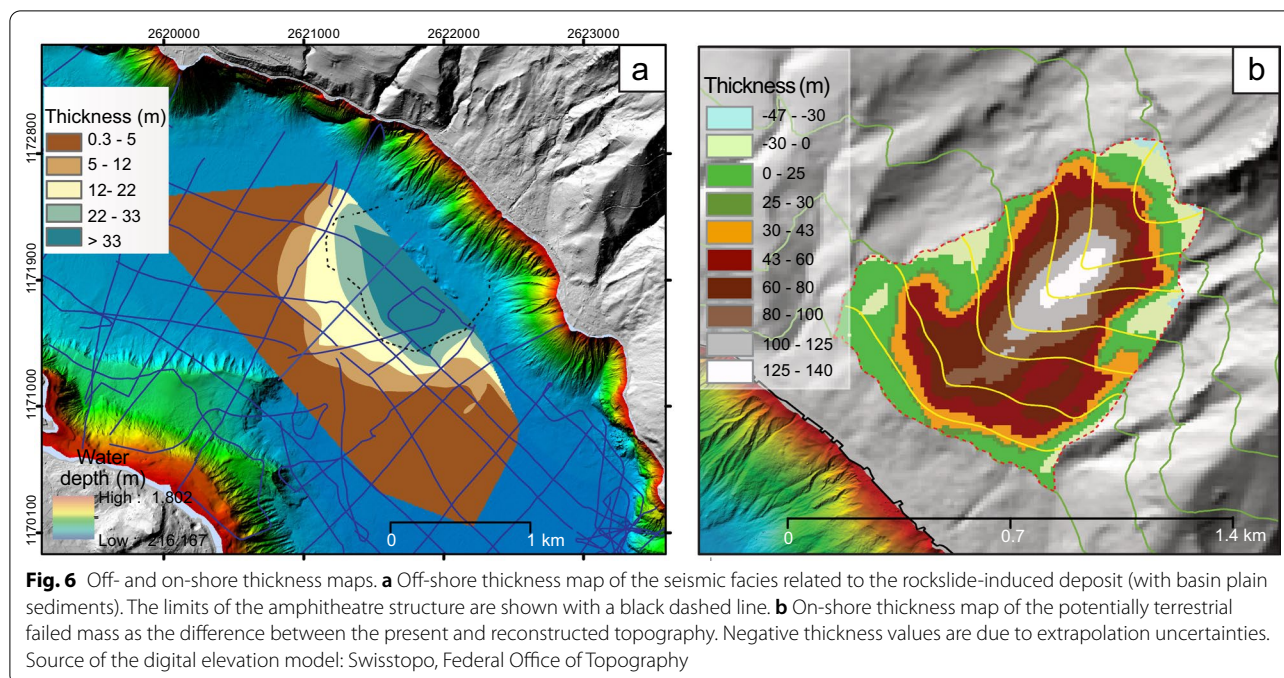 2620000 2621000 2622000 2623000
a
Thickness (m)
0.3 - 5
5 - 12
12- 22
22 - 33
> 33
1172800
1171900
1171000
1170100
Water
depth (m)
High : 1.802
Low : 216.167
0 1 km
b
Thickness (m)
-47 - -30
-30 - 0
0 - 25
25 - 30
30 - 43
43 - 60
60 - 80
80 - 100
100 - 125
125 - 140
0 0.7 1.4 km
Fig. 6 Off- and on-shore thickness maps. a Off-shore thickness map of the seismic facies related to the rockslide-induced deposit (with basin plain
sediments). The limits of the amphitheatre structure are shown with a black dashed line. b On-shore thickness map of the potentially terrestrial
failed mass as the difference between the present and reconstructed topography. Negative thickness values are due to extrapolation uncertainties.
Source of the digital elevation model: Swisstopo, Federal Office of Topography